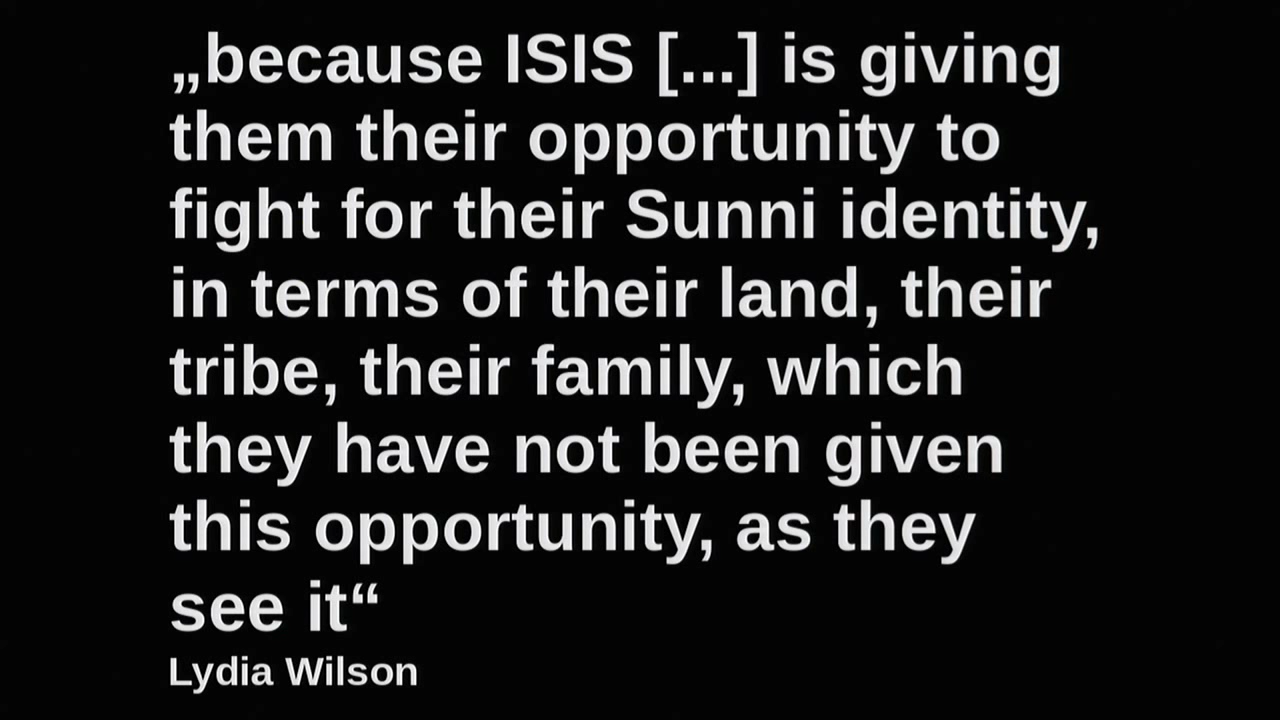 „because ISIS [...] is giving
them their opportunity to
fight for their Sunni identity,
in terms of their land, their
tribe, their family, which
they have not been given
this opportunity, as they
see it“
Lydia Wilson